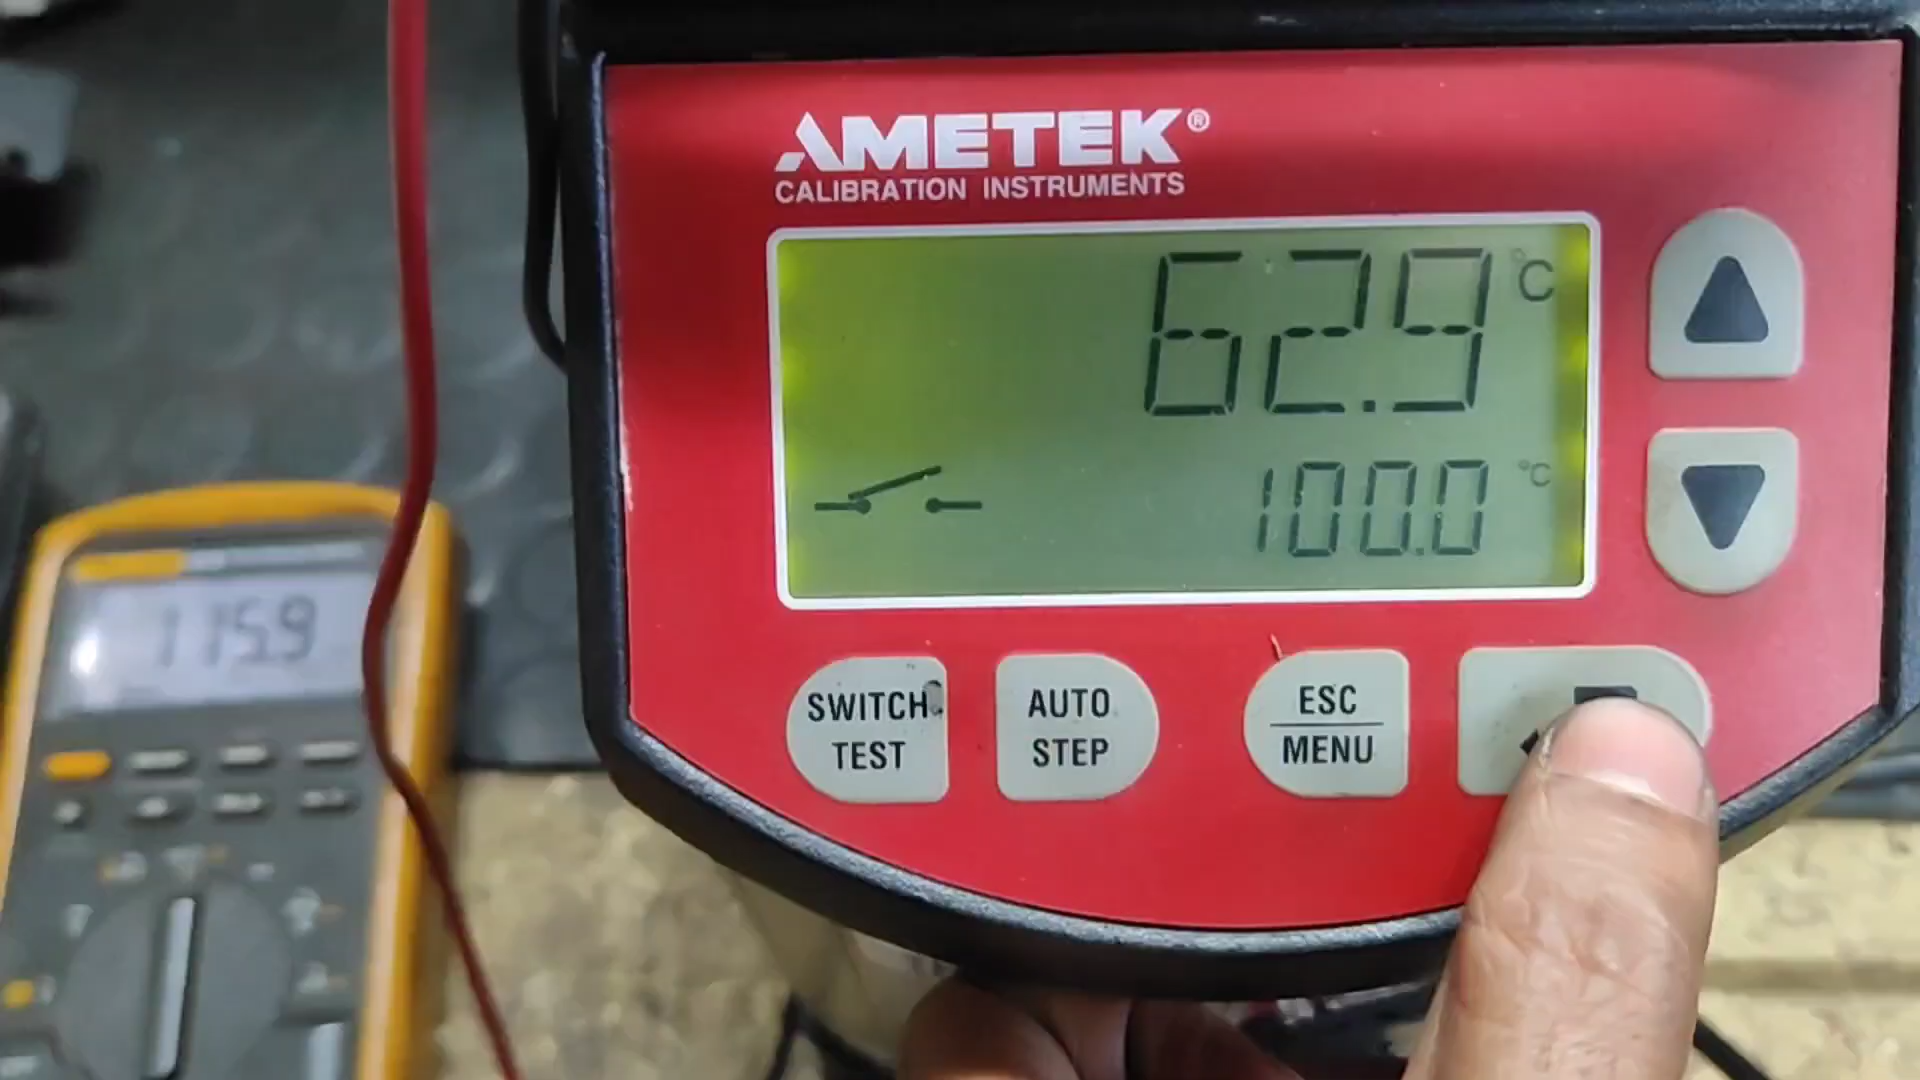 AMETEK®
CALIBRATION INSTRUMENTS
62.9 °C
100.0 °C
SWITCH TEST
AUTO STEP
ESC MENU
115.9